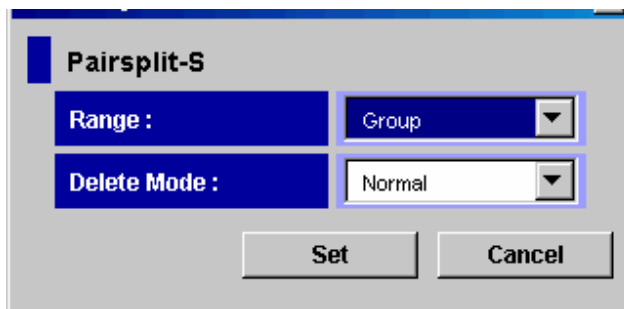 Pairsplit-S
Range : Group
Delete Mode : Normal
Set Cancel